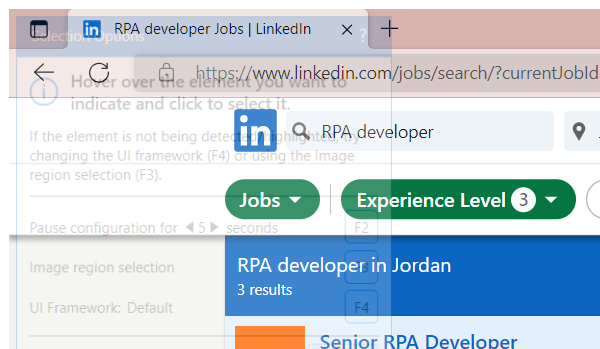 RPA developer Jobs | LinkedIn
Selection Options ?
https://www.linkedin.com/jobs/search/?currentJobId
Hover over the element you want to
indicate and click to select it.
in RPA developer
If the element is not being detected/highlighted, try
changing the UI framework (F4) or using the Image
region selection (F3).
Jobs Experience Level 3
Pause configuration for 5 seconds F2
Image region selection
RPA developer in Jordan
3 results
UI Framework: Default F4
Senior RPA Developer